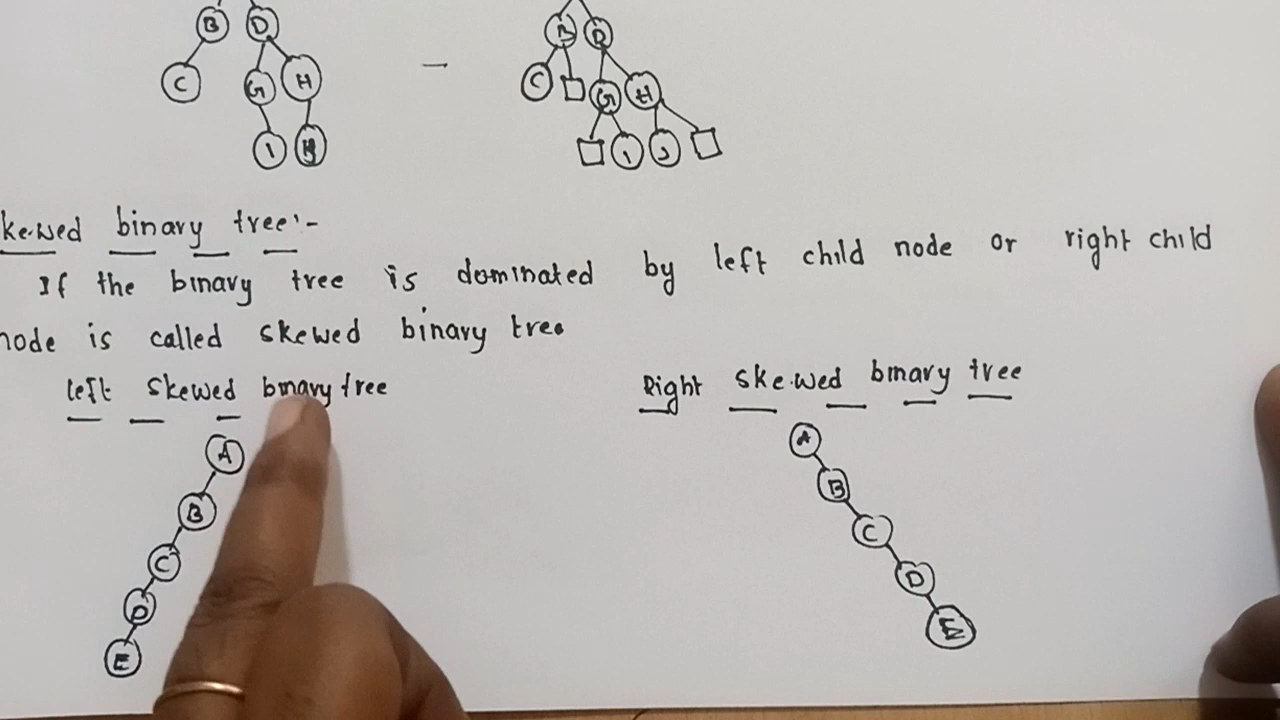 B D B D
C G H C G H
I I J
kewed binary tree:-
If the binary tree is dominated by left child node or right child
node is called skewed binary tree
left skewed binary tree Right skewed binary tree
A A
B B
C C
D D
E E